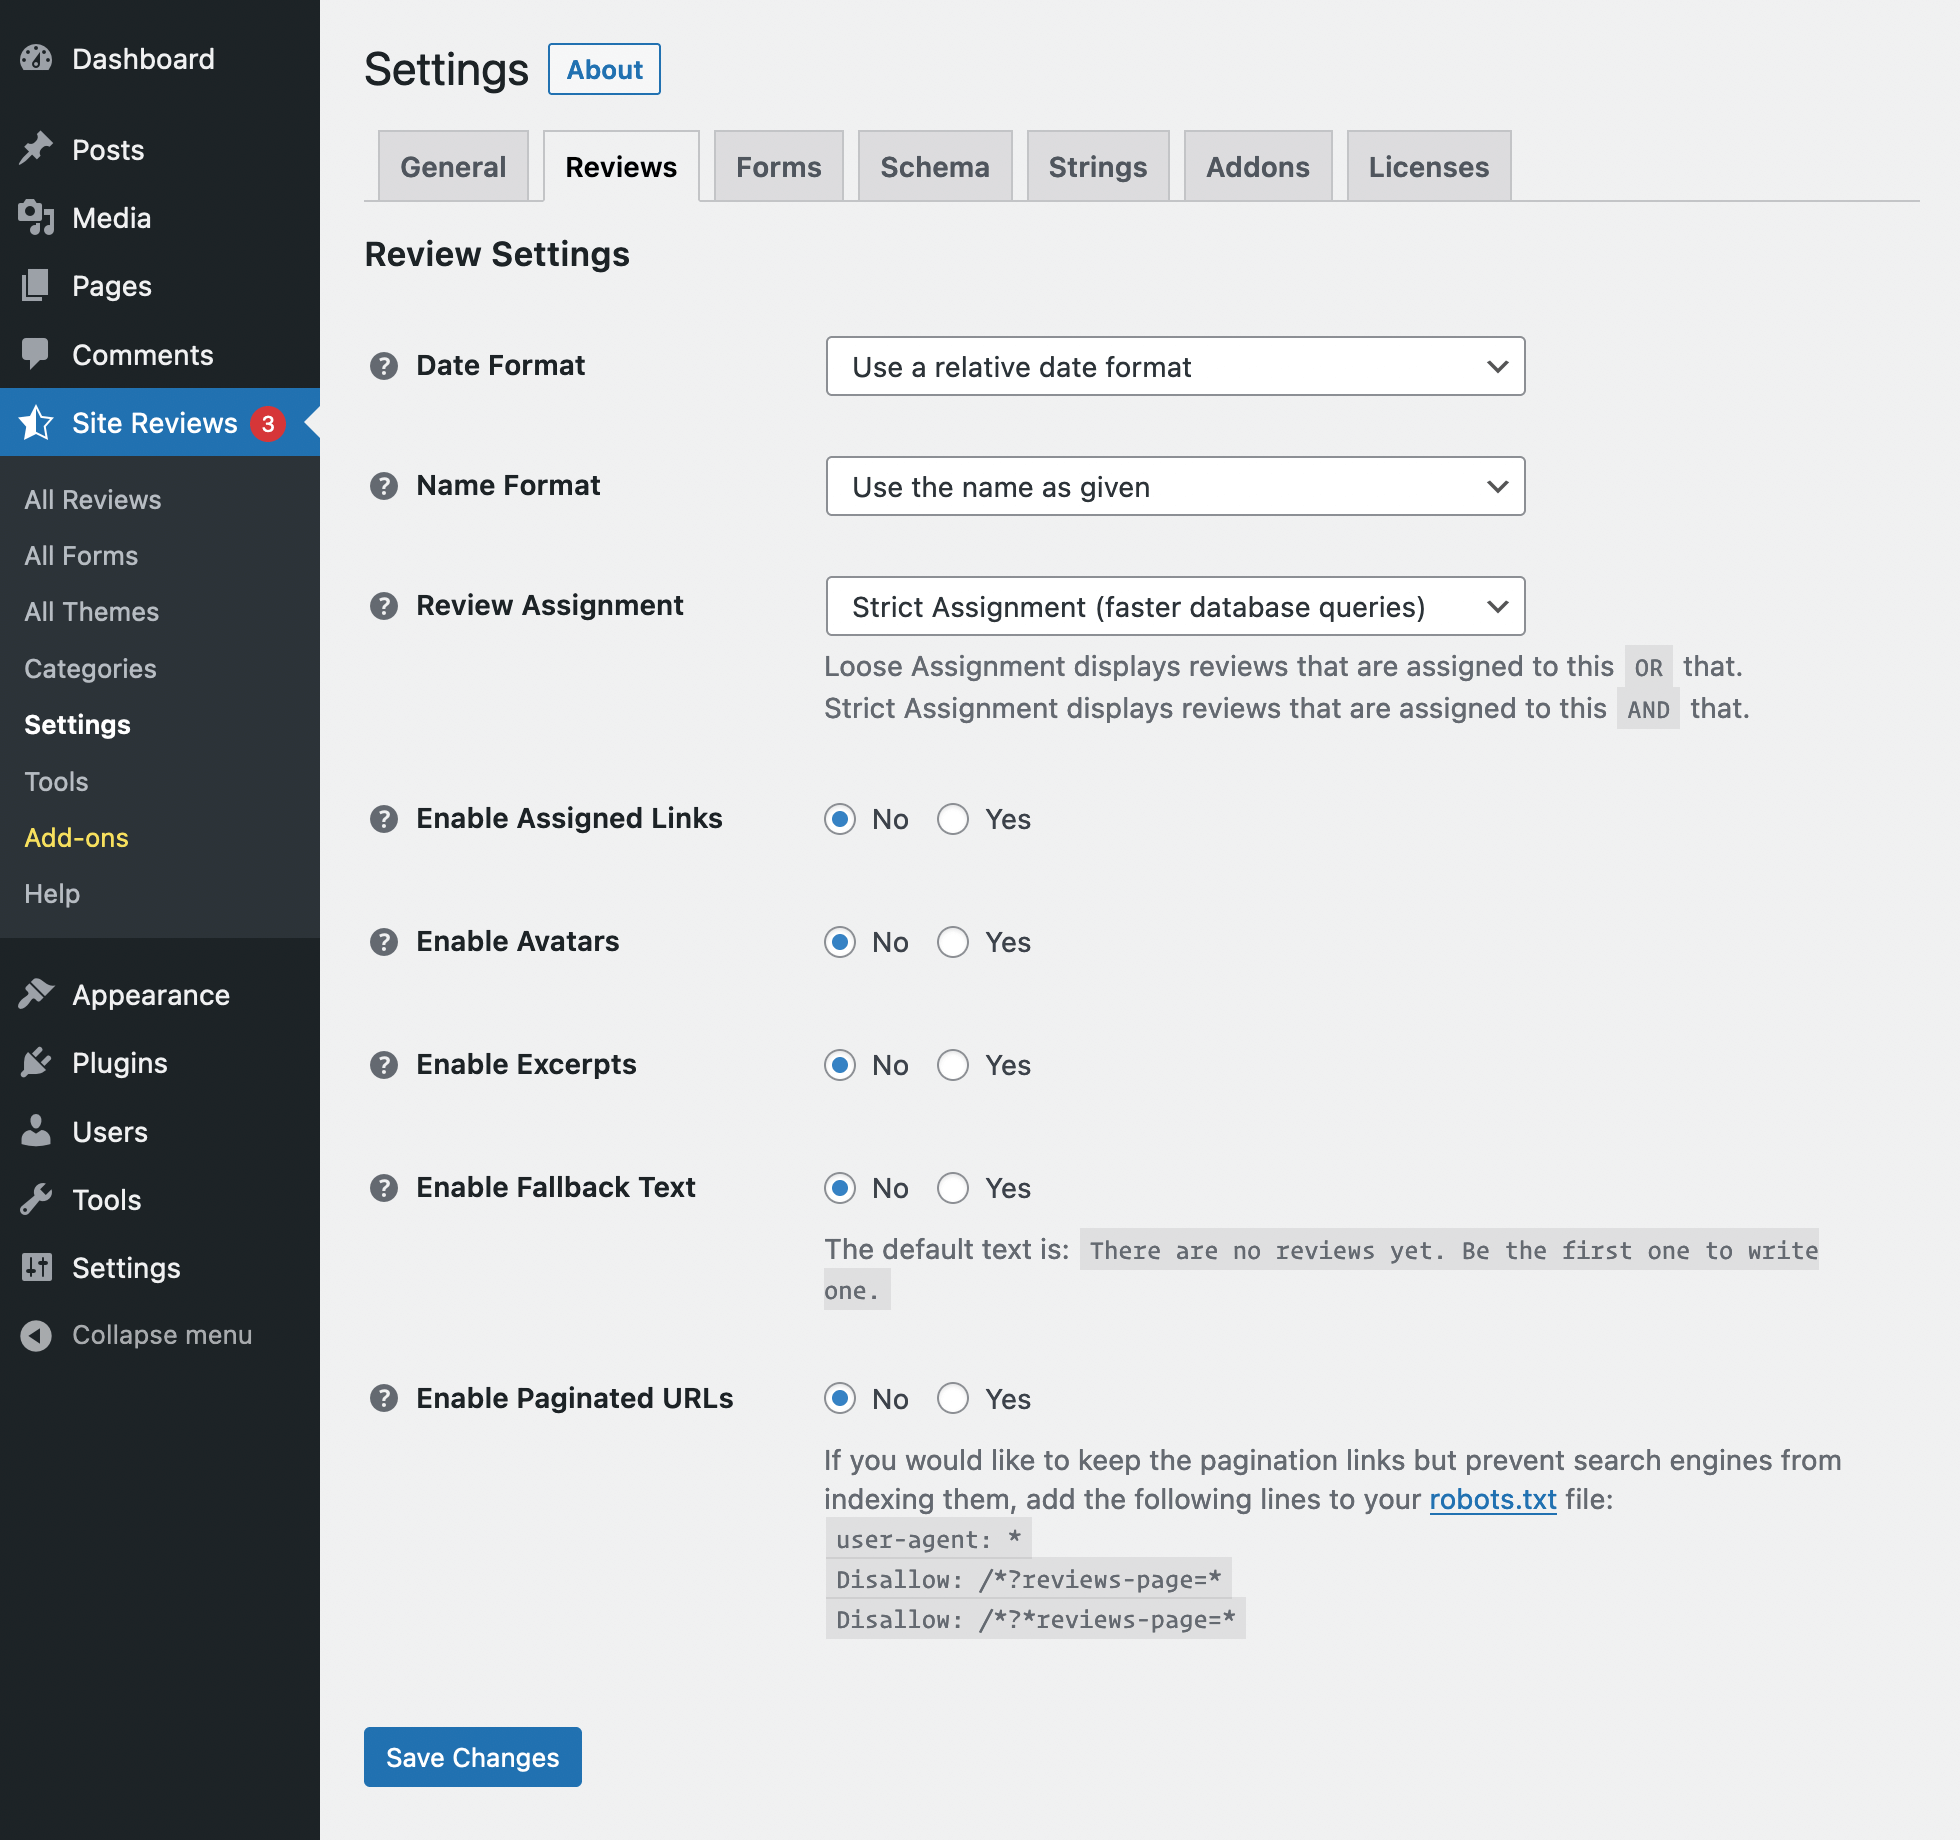 Dashboard
Posts
Media
Pages
Comments
Site Reviews 3
All Reviews
All Forms
All Themes
Categories
Settings
Tools
Add-ons
Help
Appearance
Plugins
Users
Tools
Settings
Collapse menu
Settings About
General Reviews Forms Schema Strings Addons Licenses
Review Settings
? Date Format Use a relative date format
? Name Format Use the name as given
? Review Assignment Strict Assignment (faster database queries)
Loose Assignment displays reviews that are assigned to this OR that.
Strict Assignment displays reviews that are assigned to this AND that.
? Enable Assigned Links No Yes
? Enable Avatars No Yes
? Enable Excerpts No Yes
? Enable Fallback Text No Yes
The default text is: There are no reviews yet. Be the first one to write
one.
? Enable Paginated URLs No Yes
If you would like to keep the pagination links but prevent search engines from
indexing them, add the following lines to your robots.txt file:
user-agent: *
Disallow: /*?reviews-page=*
Disallow: /*?*reviews-page=*
Save Changes